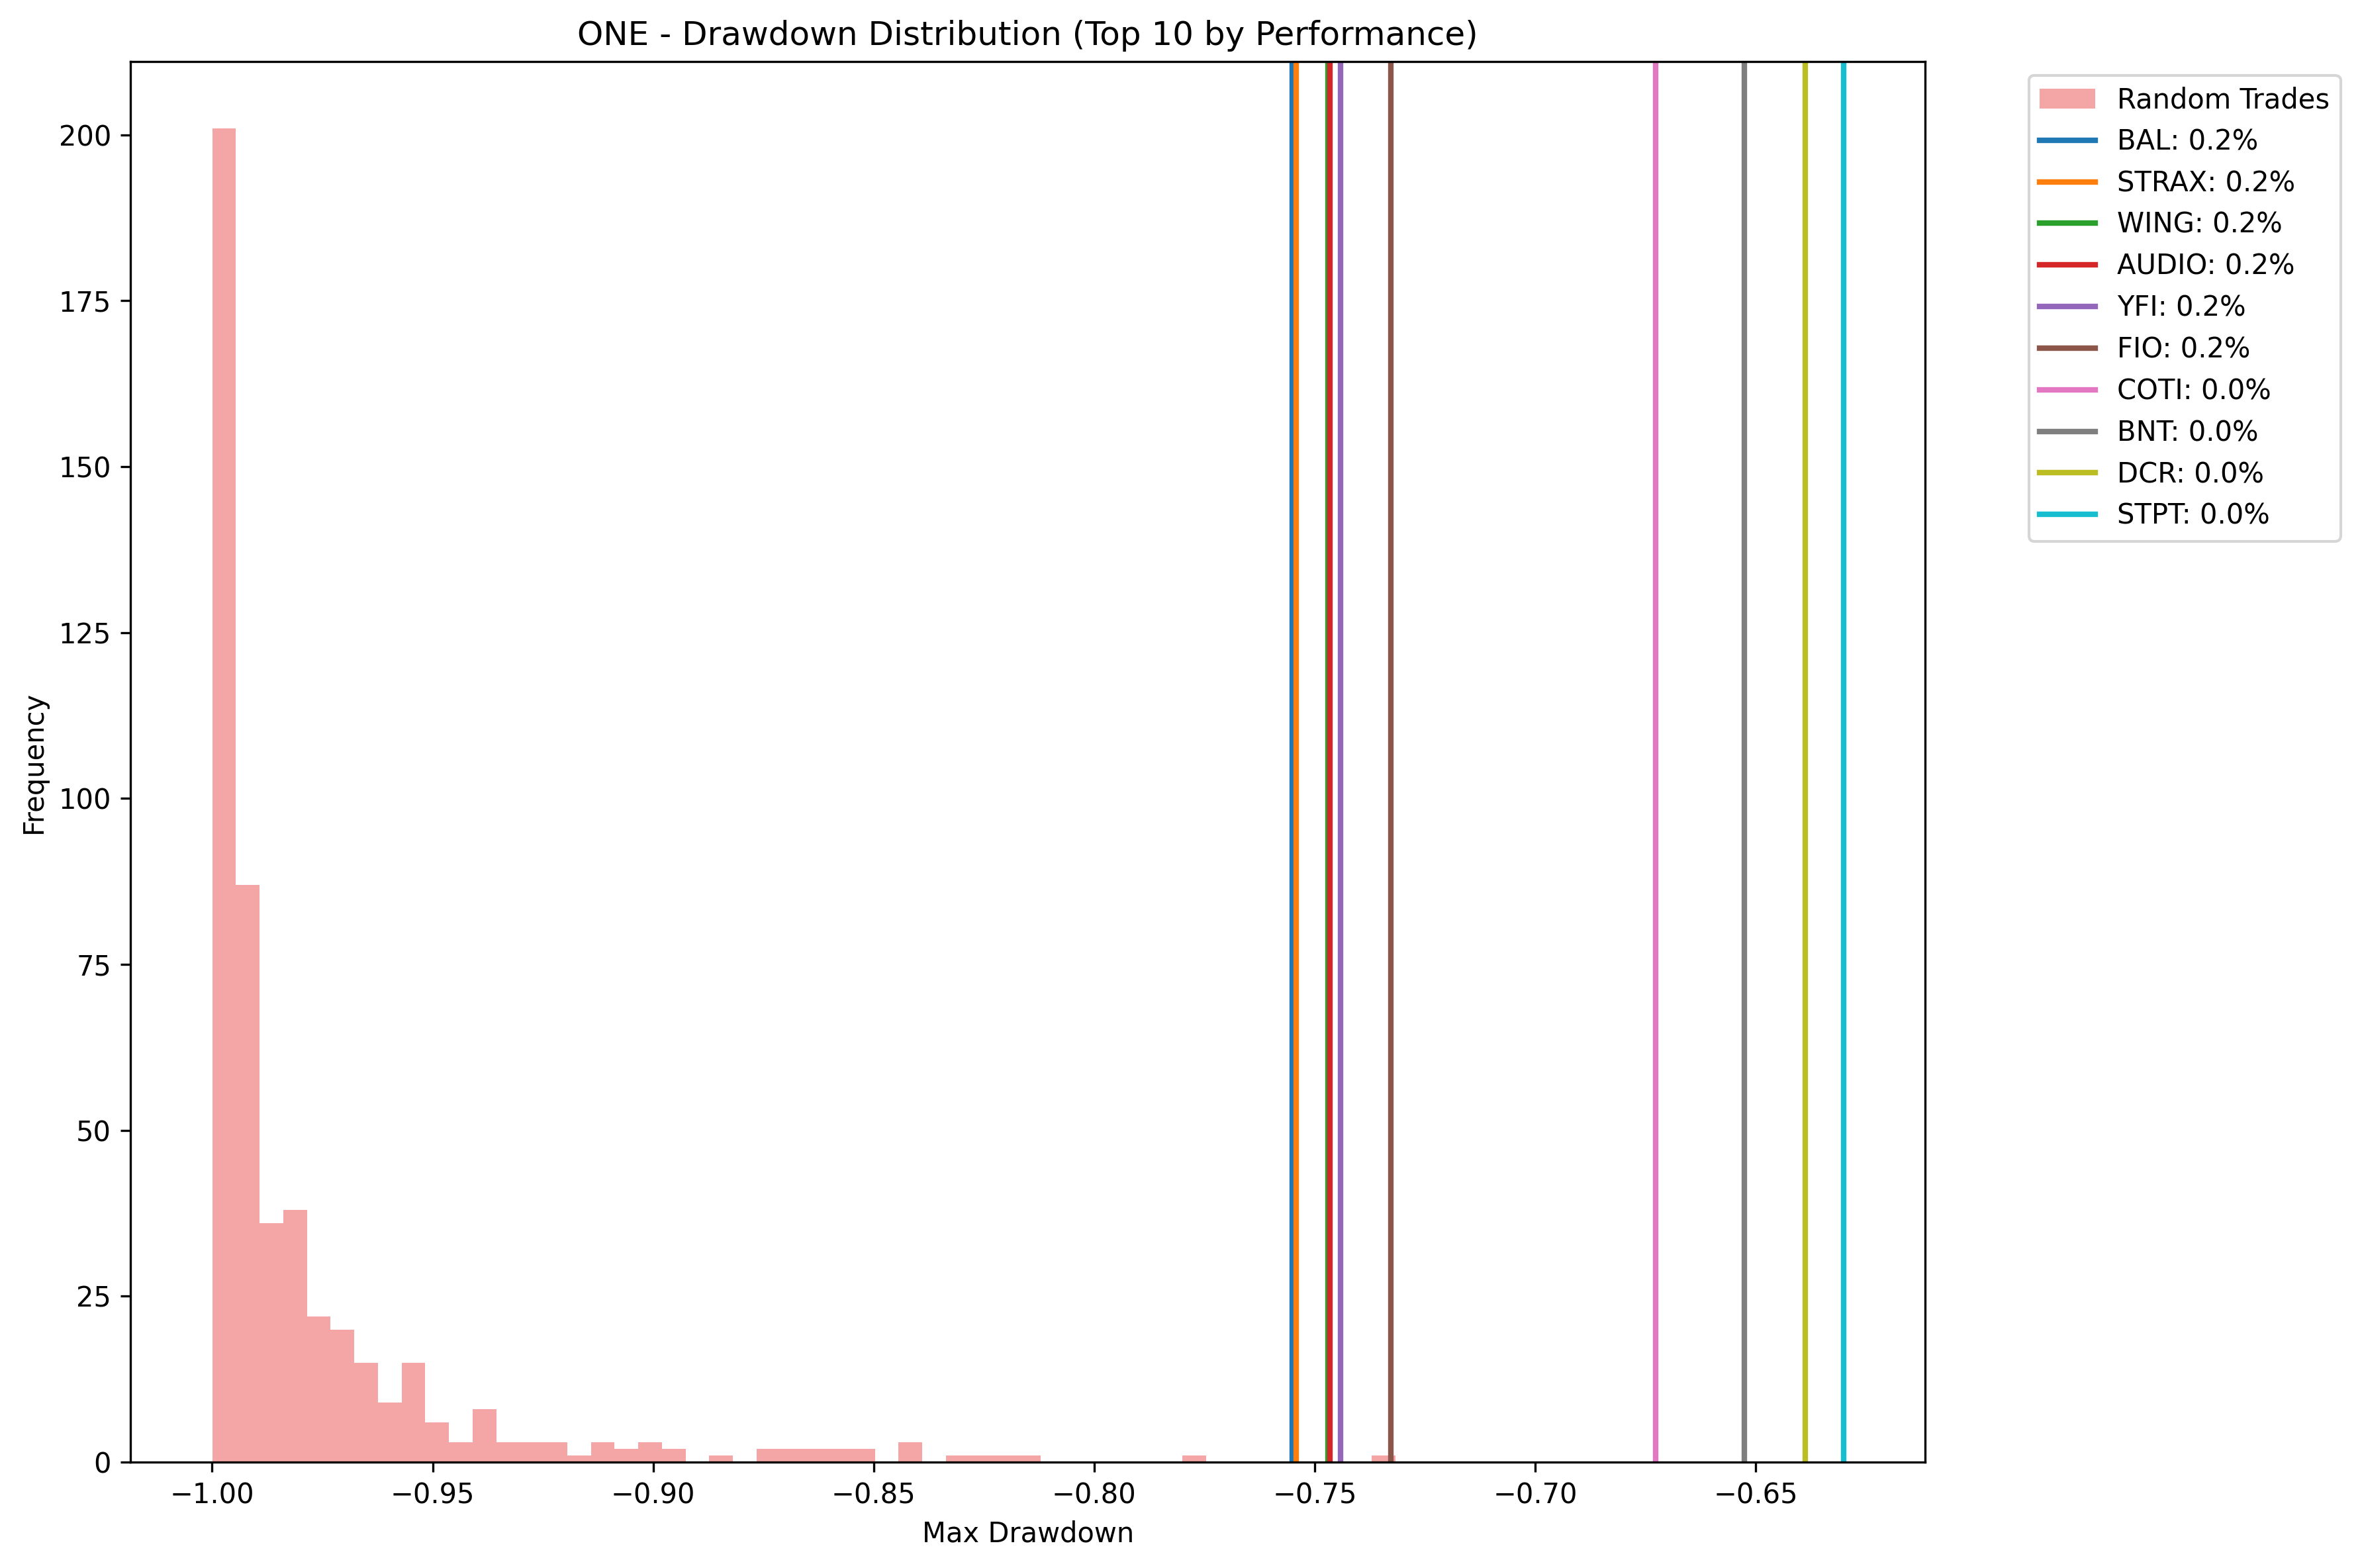 ONE - Drawdown Distribution (Top 10 by Performance)
Random Trades
BAL: 0.2%
STRAX: 0.2%
WING: 0.2%
AUDIO: 0.2%
YFI: 0.2%
FIO: 0.2%
COTI: 0.0%
BNT: 0.0%
DCR: 0.0%
STPT: 0.0%
Frequency
200
175
150
125
100
75
50
25
0
−1.00 −0.95 −0.90 −0.85 −0.80 −0.75 −0.70 −0.65
Max Drawdown